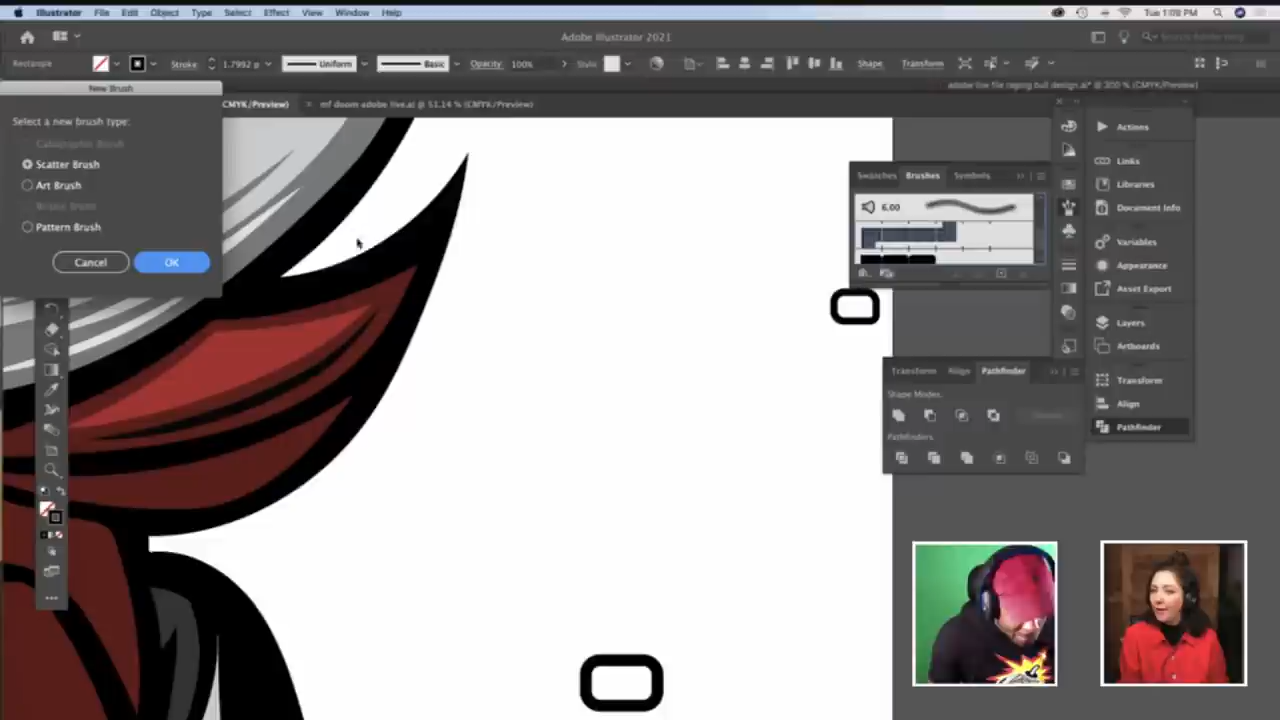 Illustrator File Edit Object Type Select Effect View Window Help
Tue 1:08 PM
Adobe Illustrator 2021
Rectangle
Stroke: 1.7992 p
Uniform
Basic
Opacity: 100%
Style:
Shape
Transform
adobe live file raging bull design.ai* @ 200 % (CMYK/Preview)
New Brush
(CMYK/Preview)
mf doom adobe live.ai @ 51.14 % (CMYK/Preview)
Select a new brush type:
Calligraphic Brush
Scatter Brush
Art Brush
Bristle Brush
Pattern Brush
Cancel
OK
Swatches Brushes Symbols
6.00
Transform Align Pathfinder
Shape Modes:
Pathfinders:
Actions
Links
Libraries
Document Info
Variables
Appearance
Asset Export
Layers
Artboards
Transform
Align
Pathfinder